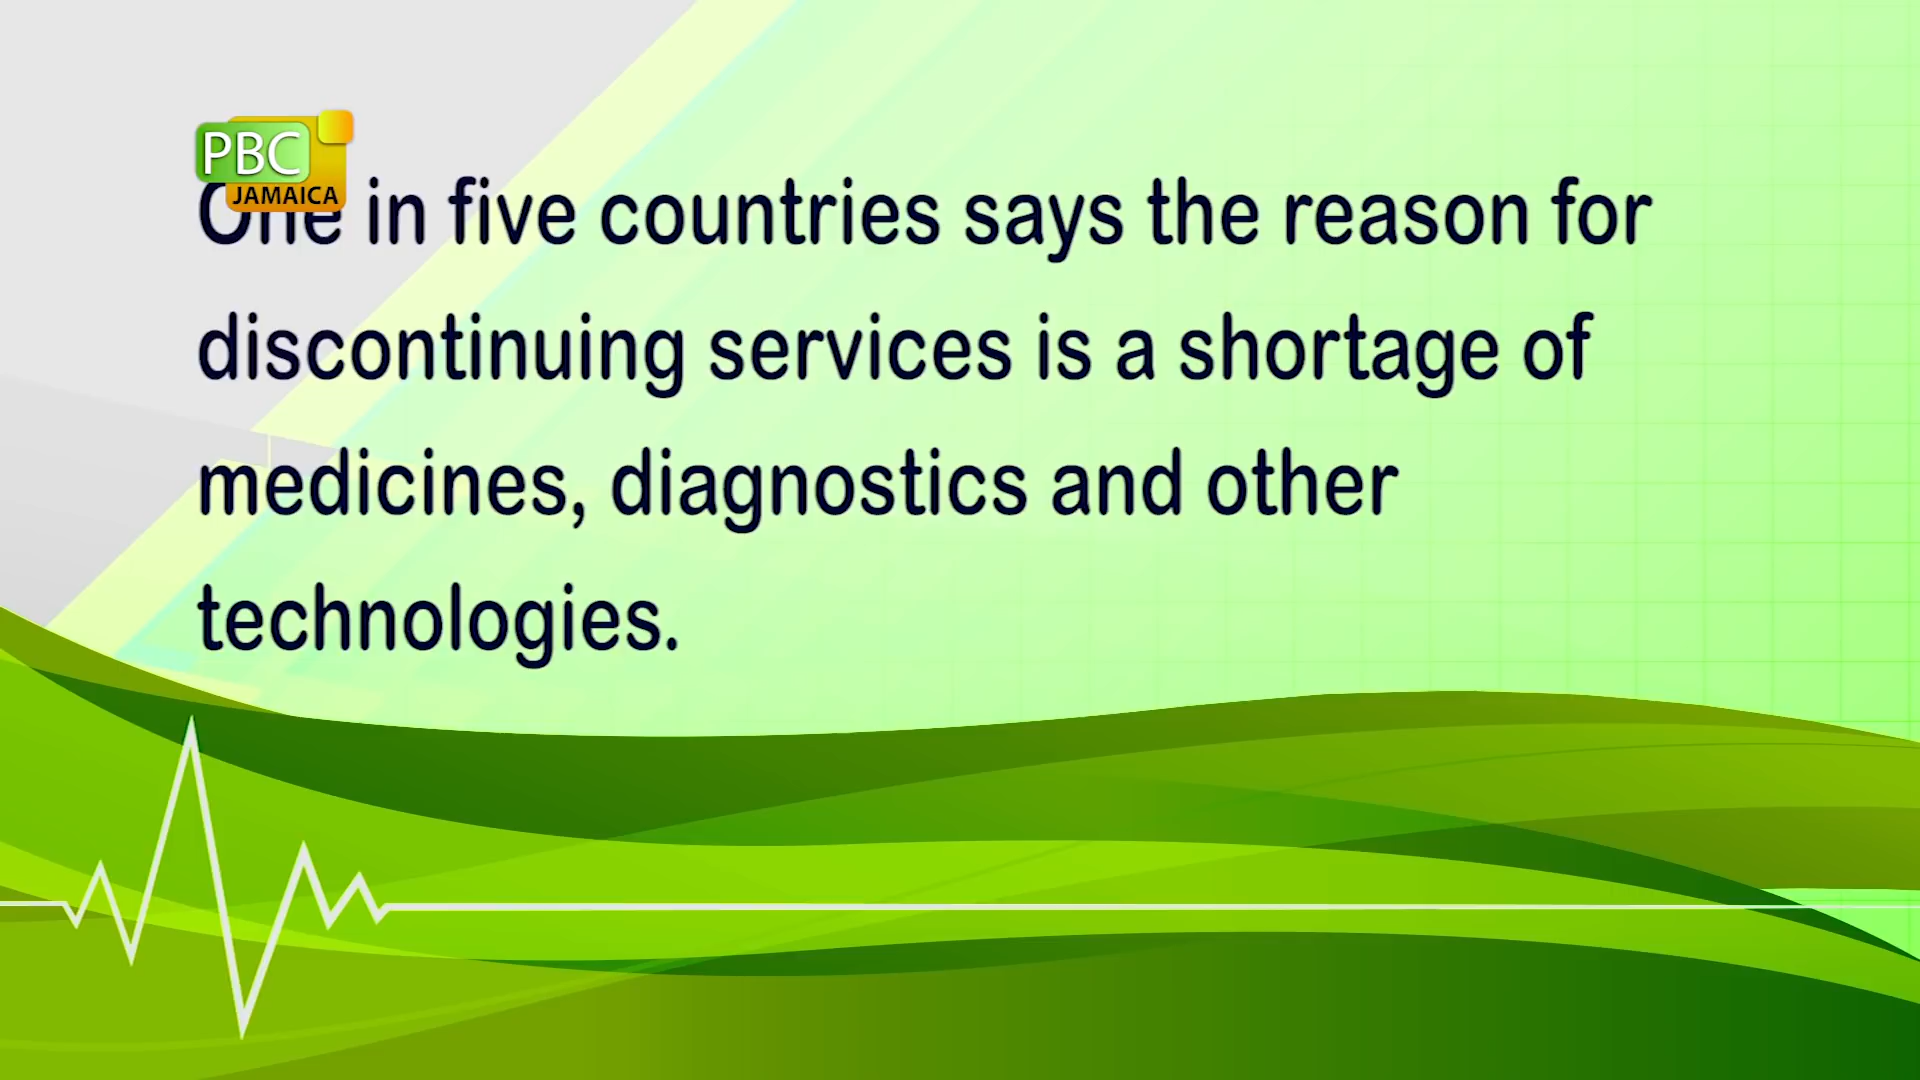 PBC
JAMAICA
One in five countries says the reason for
discontinuing services is a shortage of
medicines, diagnostics and other
technologies.